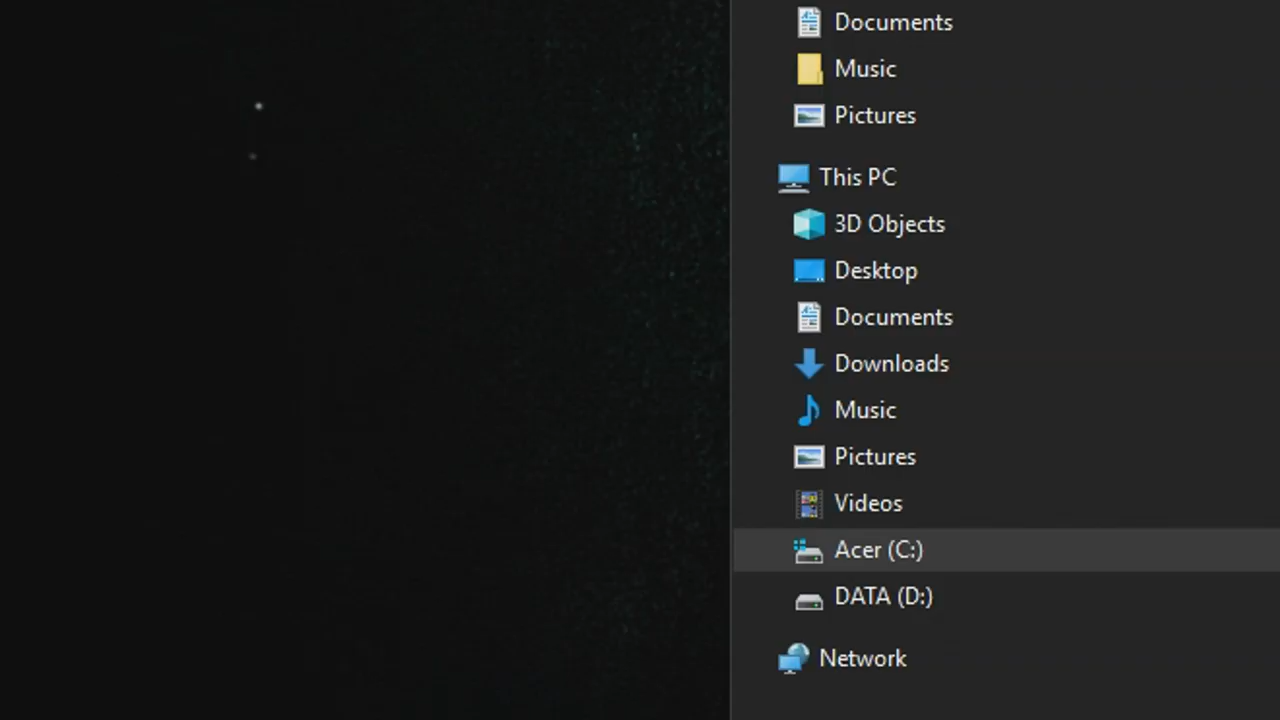 Documents
Music
Pictures
This PC
3D Objects
Desktop
Documents
Downloads
Music
Pictures
Videos
Acer (C:)
DATA (D:)
Network